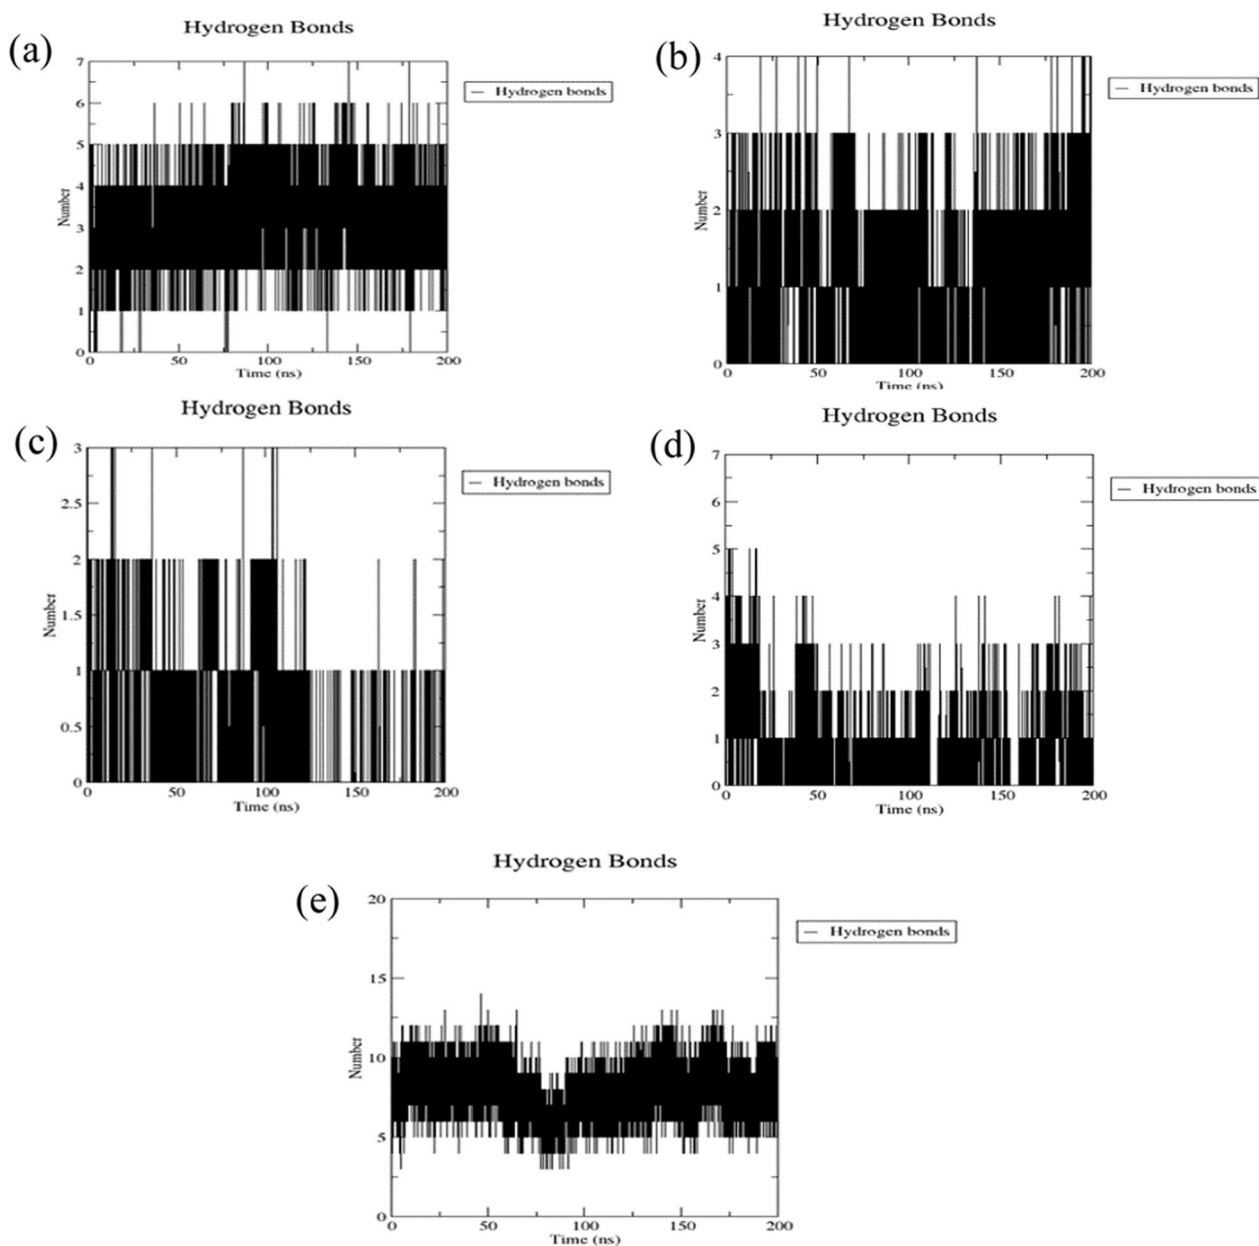 Hydrogen Bonds
(a)
7
6
5
4
3
2
1
0
Number
0 50 100 150 200
Time (ns)
Hydrogen bonds
Hydrogen Bonds
(b)
4
3
2
1
0
Number
0 50 100 150 200
Time (ns)
Hydrogen bonds
Hydrogen Bonds
(c)
3
2.5
2
1.5
1
0.5
0
Number
0 50 100 150 200
Time (ns)
Hydrogen bonds
Hydrogen Bonds
(d)
7
6
5
4
3
2
1
0
Number
0 50 100 150 200
Time (ns)
Hydrogen bonds
Hydrogen Bonds
(e)
20
15
10
5
0
Number
0 50 100 150 200
Time (ns)
Hydrogen bonds